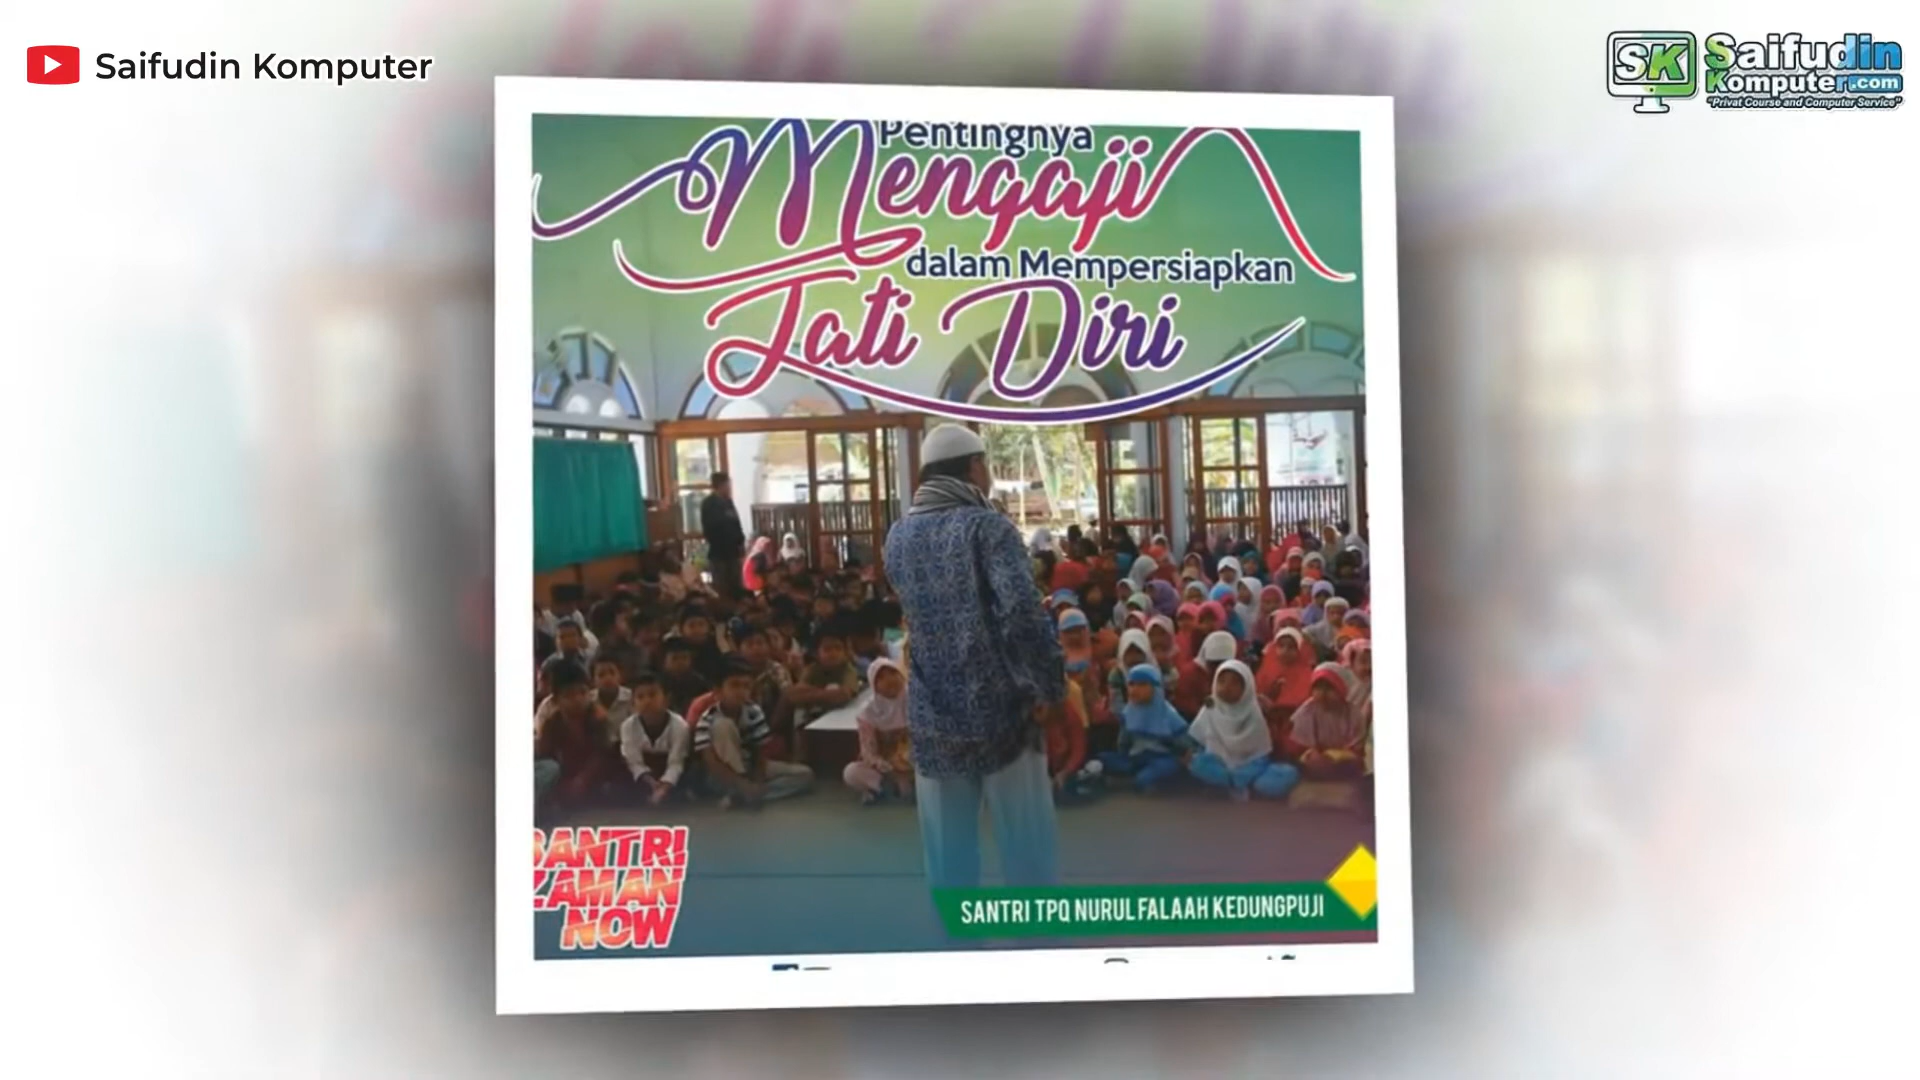 Saifudin Komputer
SK
Saifudin
Komputer.com
"Privat Course and Computer Service"
Pentingnya
Mengaji
dalam Mempersiapkan
Jati Diri
SANTRI
ZAMAN
NOW
SANTRI TPQ NURUL FALAAH KEDUNGPUJI